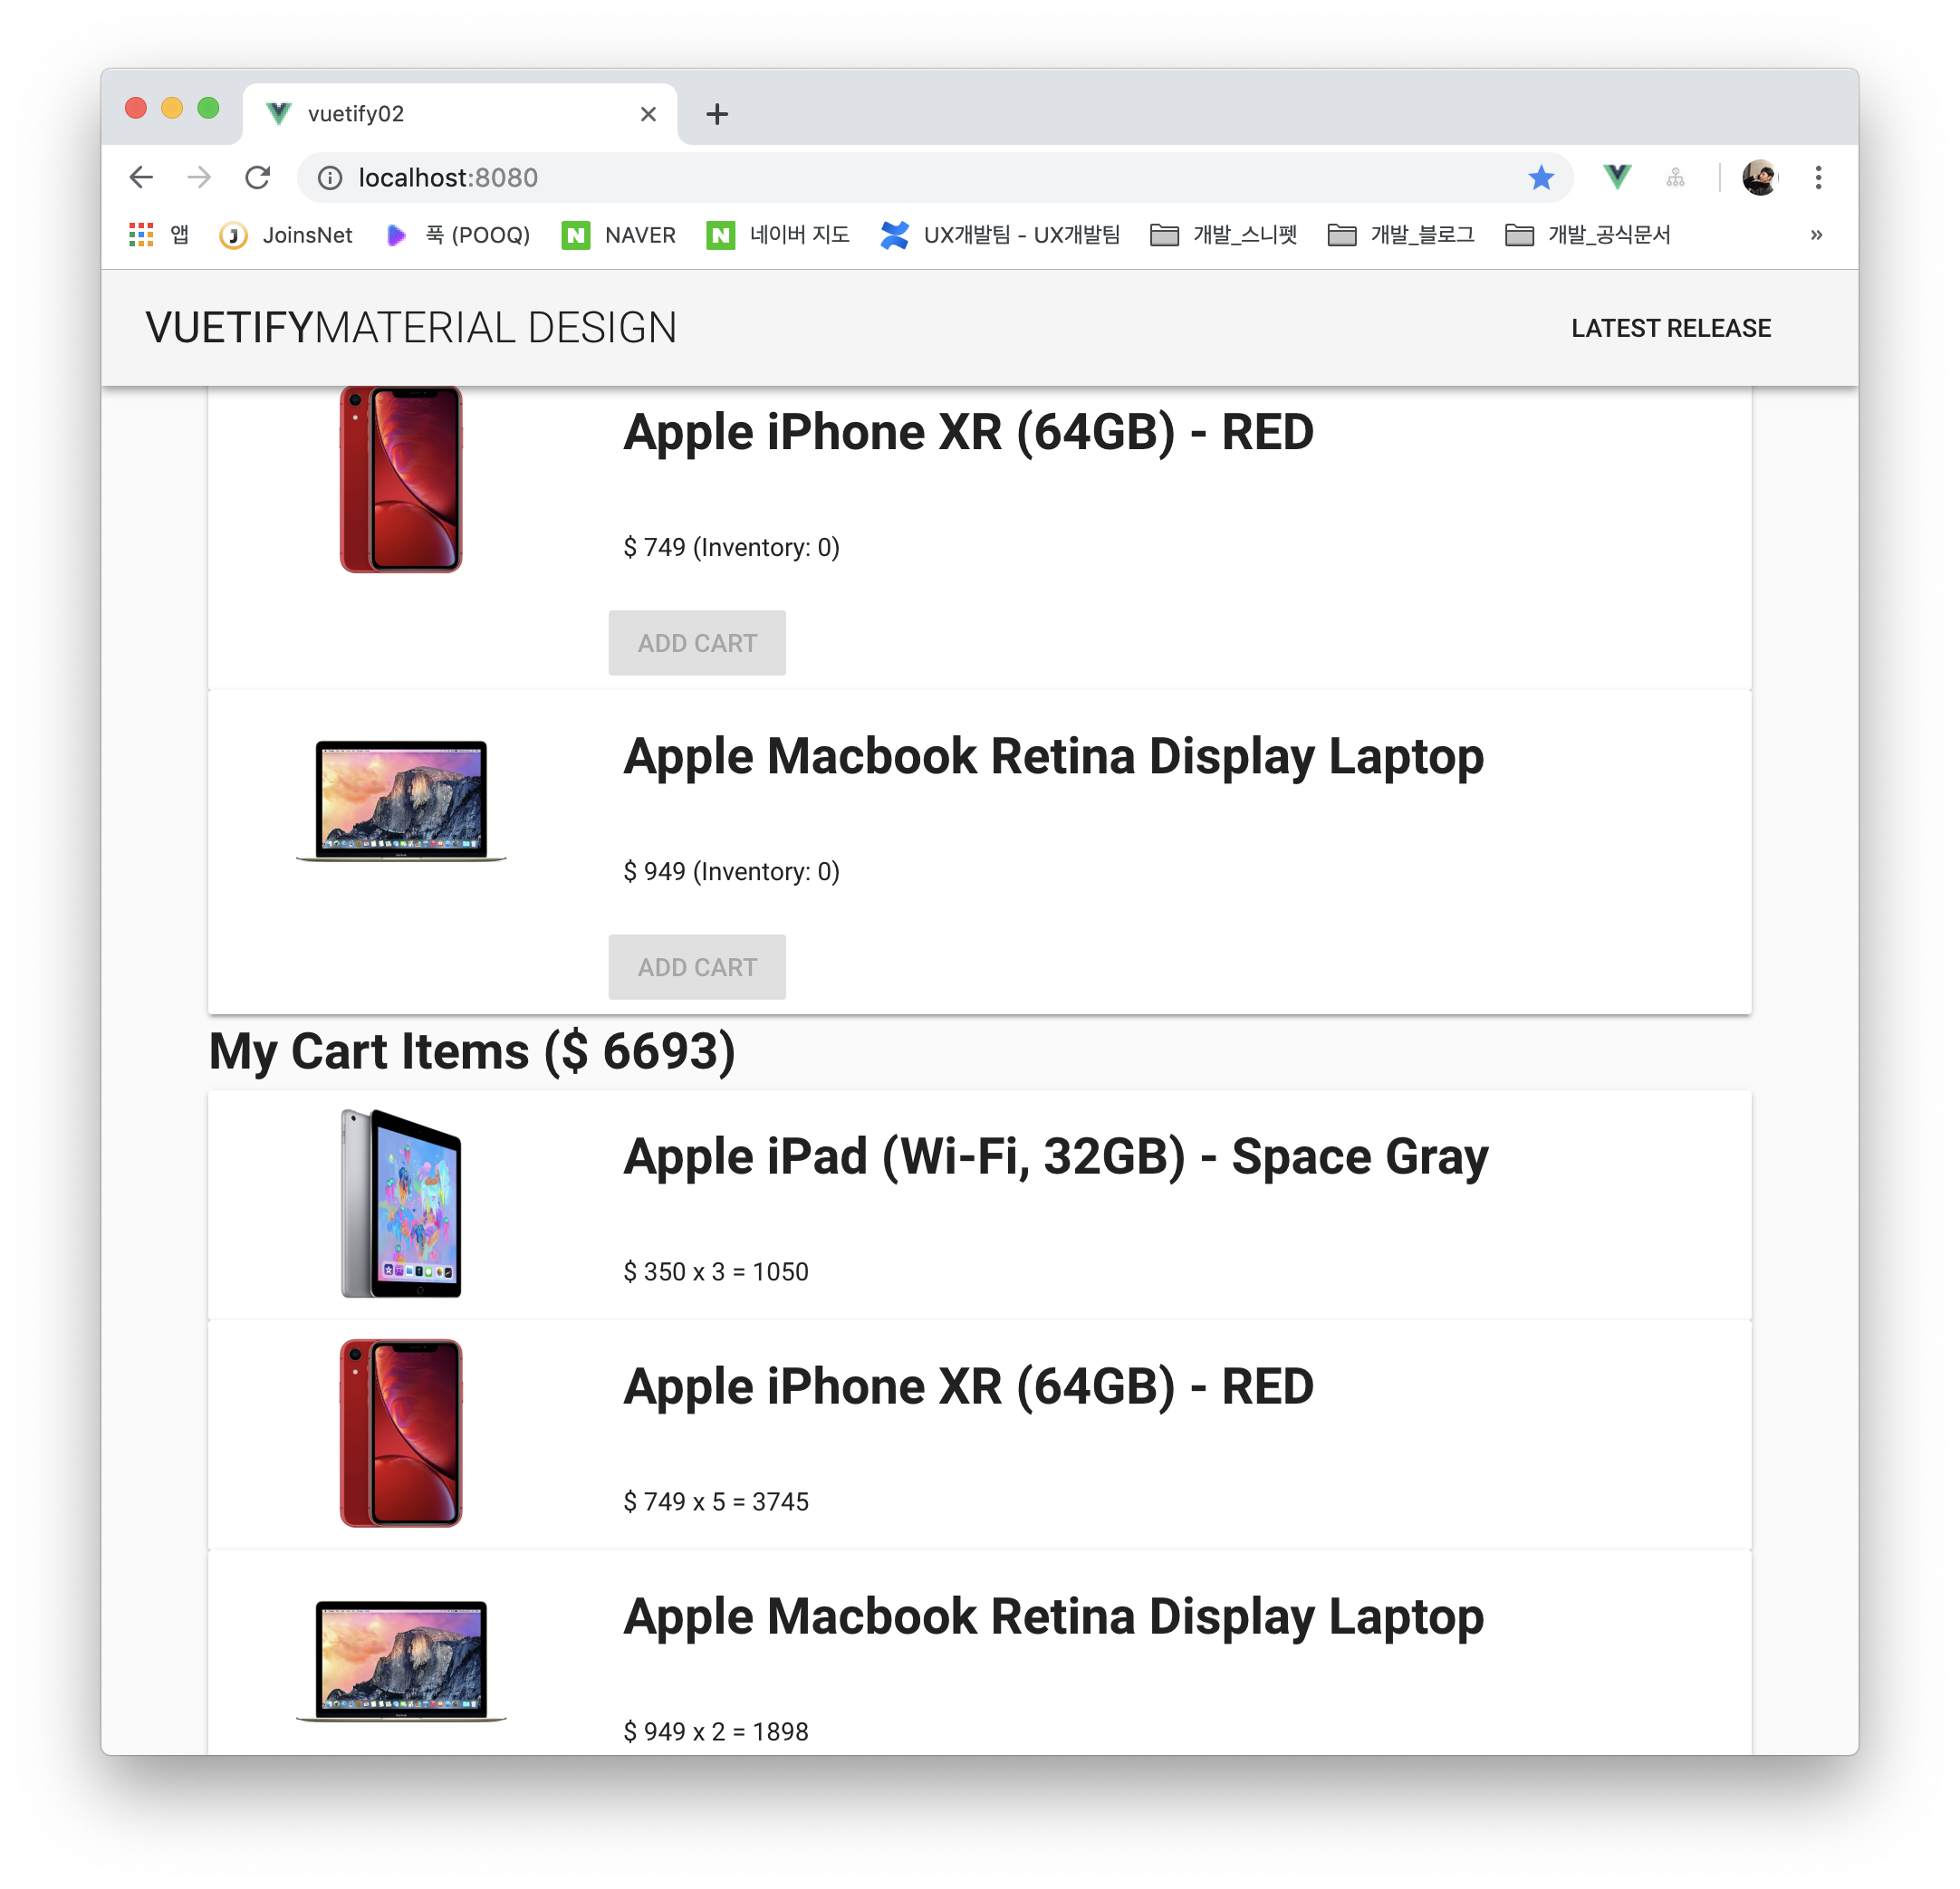 vuetify02
localhost:8080
앱 JoinsNet 푹 (POOQ) NAVER 네이버 지도 UX개발팀 - UX개발팀 개발_스니펫 개발_블로그 개발_공식문서 »
VUETIFYMATERIAL DESIGN
LATEST RELEASE
Apple iPhone XR (64GB) - RED
$ 749 (Inventory: 0)
ADD CART
Apple Macbook Retina Display Laptop
$ 949 (Inventory: 0)
ADD CART
My Cart Items ($ 6693)
Apple iPad (Wi-Fi, 32GB) - Space Gray
$ 350 x 3 = 1050
Apple iPhone XR (64GB) - RED
$ 749 x 5 = 3745
Apple Macbook Retina Display Laptop
$ 949 x 2 = 1898